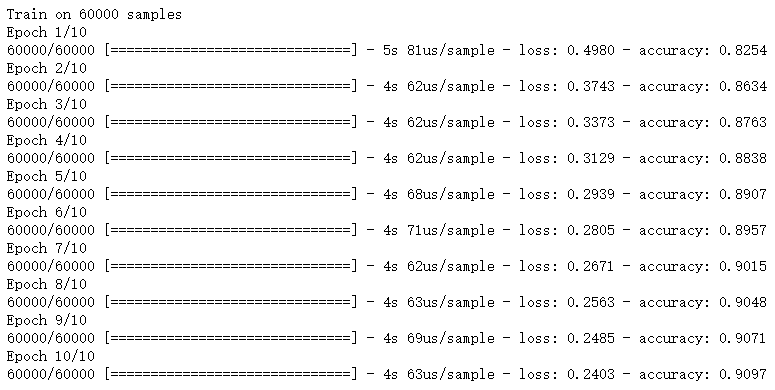 Train on 60000 samples
Epoch 1/10
60000/60000 [==============================] - 5s 81us/sample - loss: 0.4980 - accuracy: 0.8254
Epoch 2/10
60000/60000 [==============================] - 4s 62us/sample - loss: 0.3743 - accuracy: 0.8634
Epoch 3/10
60000/60000 [==============================] - 4s 62us/sample - loss: 0.3373 - accuracy: 0.8763
Epoch 4/10
60000/60000 [==============================] - 4s 62us/sample - loss: 0.3129 - accuracy: 0.8838
Epoch 5/10
60000/60000 [==============================] - 4s 68us/sample - loss: 0.2939 - accuracy: 0.8907
Epoch 6/10
60000/60000 [==============================] - 4s 71us/sample - loss: 0.2805 - accuracy: 0.8957
Epoch 7/10
60000/60000 [==============================] - 4s 62us/sample - loss: 0.2671 - accuracy: 0.9015
Epoch 8/10
60000/60000 [==============================] - 4s 63us/sample - loss: 0.2563 - accuracy: 0.9048
Epoch 9/10
60000/60000 [==============================] - 4s 69us/sample - loss: 0.2485 - accuracy: 0.9071
Epoch 10/10
60000/60000 [==============================] - 4s 63us/sample - loss: 0.2403 - accuracy: 0.9097